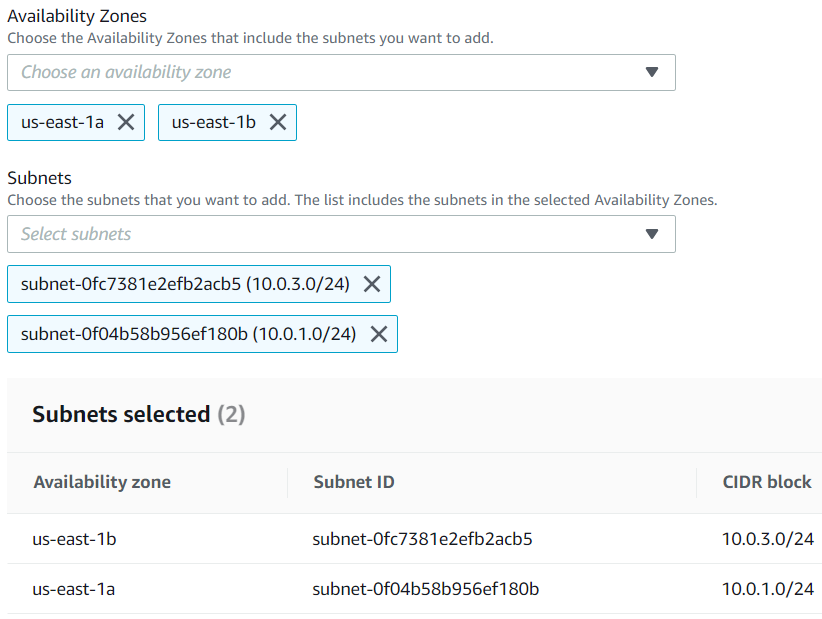 Availability Zones
Choose the Availability Zones that include the subnets you want to add.
Choose an availability zone
us-east-1a us-east-1b
Subnets
Choose the subnets that you want to add. The list includes the subnets in the selected Availability Zones.
Select subnets
subnet-0fc7381e2efb2acb5 (10.0.3.0/24)
subnet-0f04b58b956ef180b (10.0.1.0/24)
Subnets selected (2)
Availability zone Subnet ID CIDR block
us-east-1b subnet-0fc7381e2efb2acb5 10.0.3.0/24
us-east-1a subnet-0f04b58b956ef180b 10.0.1.0/24